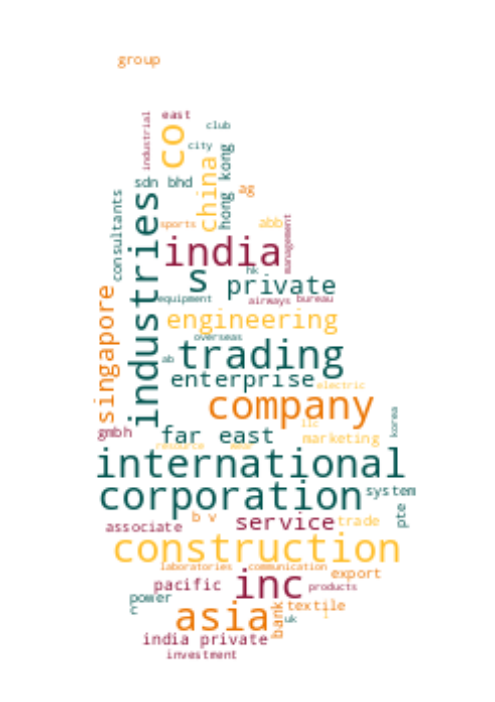 group
east
industrial
co
club
city
china
hong kong
sdn bhd
ag
consultants
industries
sports
abb
management
india
hk
s
private
equipment
airways
bureau
singapore
engineering
overseas
ab
trading
enterprise
electric
company
llc
korea
gmbh
far east
marketing
resource
wear
international
corporation
system
pte
b v
service
trade
associate
construction
laboratories
communication
export
pacific
inc
products
power
c
asia
bank
textile
uk
india private
investment